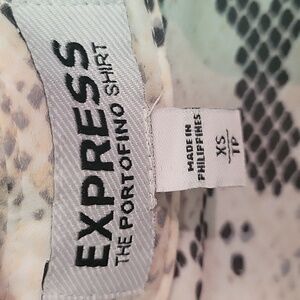 EXPRESS
THE PORTOFINO SHIRT
MADE IN
PHILIPPINES
XS
TP